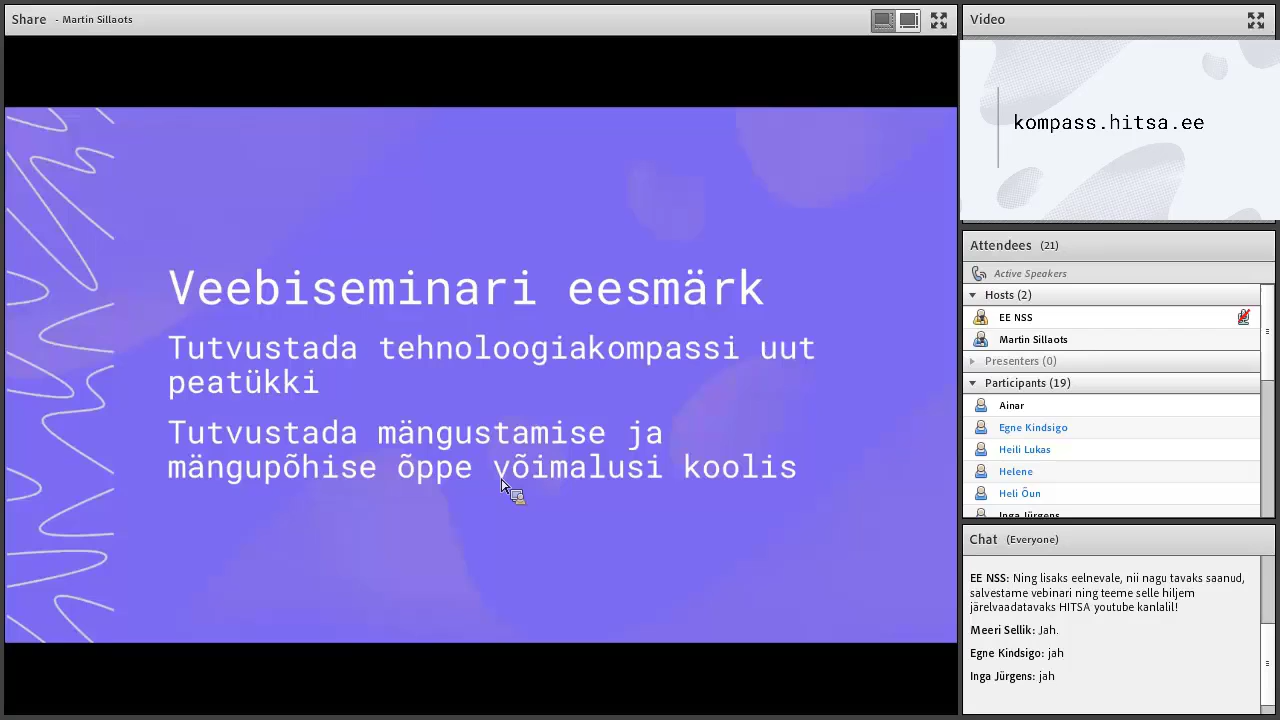 Share - Martin Sillaots
Veebiseminari eesmärk
Tutvustada tehnoloogiakompassi uut
peatükki
Tutvustada mängustamise ja
mängupõhise õppe võimalusi koolis
Video
kompass.hitsa.ee
Attendees (21)
Active Speakers
Hosts (2)
EE NSS
Martin Sillaots
Presenters (0)
Participants (19)
Ainar
Egne Kindsigo
Heili Lukas
Helene
Heli Õun
Inga Jürgens
Chat (Everyone)
EE NSS: Ning lisaks eelnevale, nii nagu tavaks saanud,
salvestame vebinari ning teeme selle hiljem
järelvaadatavaks HITSA youtube kanlalil!
Meeri Sellik: Jah.
Egne Kindsigo: jah
Inga Jürgens: jah